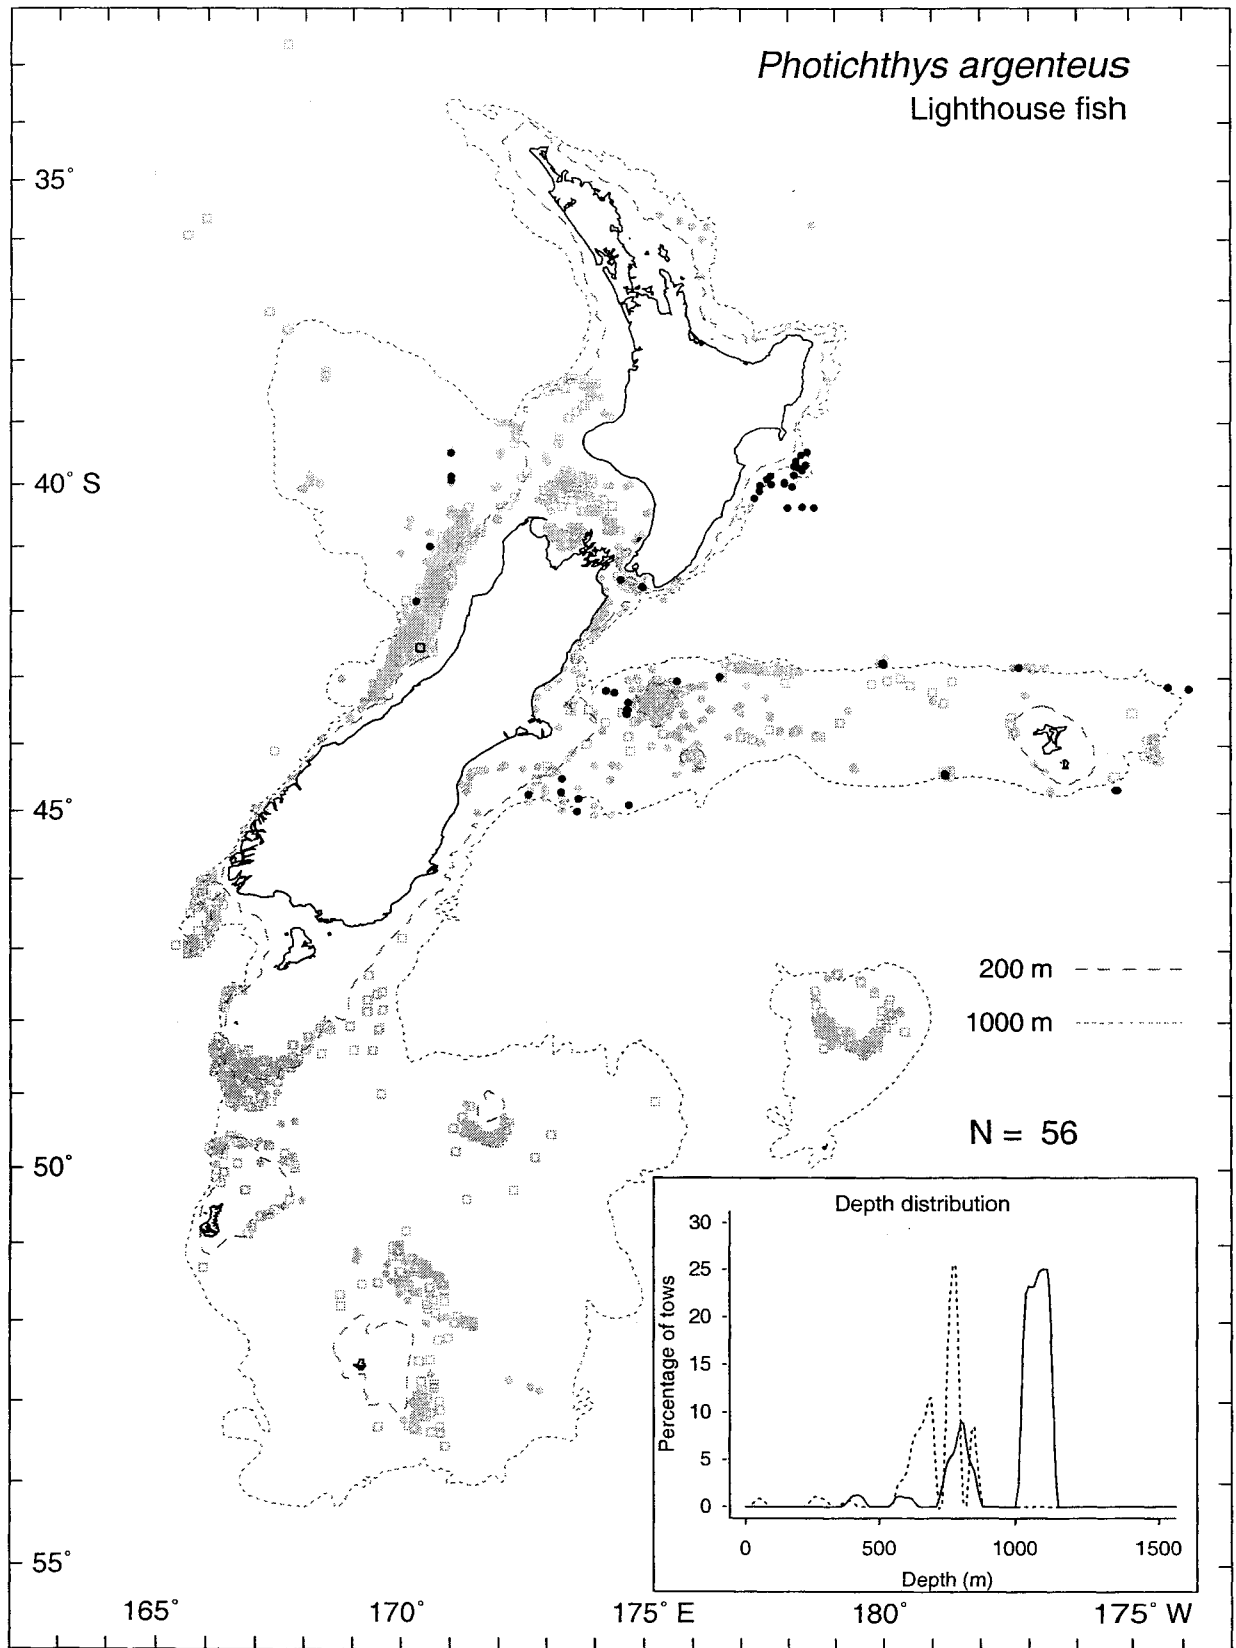 Photichthys argenteus
Lighthouse fish
35°
40° S
45°
200 m
1000 m
N = 56
50°
Depth distribution
30
25
20
15
10
5
0
Percentage of tows
0 500 1000 1500
Depth (m)
55°
165° 170° 175° E 180° 175° W